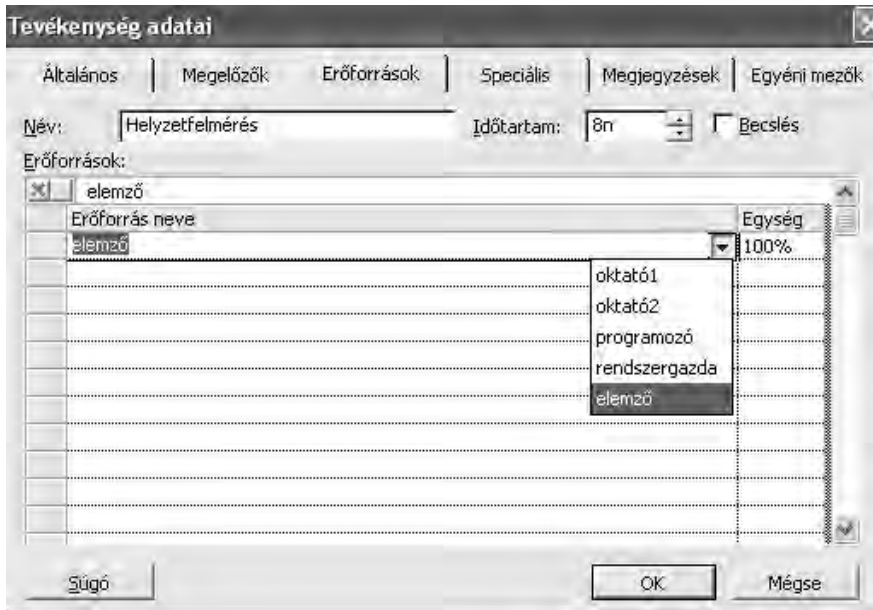 Tevékenység adatai
Általános Megelőzők Erőforrások Speciális Megjegyzések Egyéni mezők
Név: Helyzetfelmérés Időtartam: 8n Becslés
Erőforrások:
elemző
Erőforrás neve Egység
elemző 100%
oktató1
oktató2
programozó
rendszergazda
elemző
Súgó OK Mégse